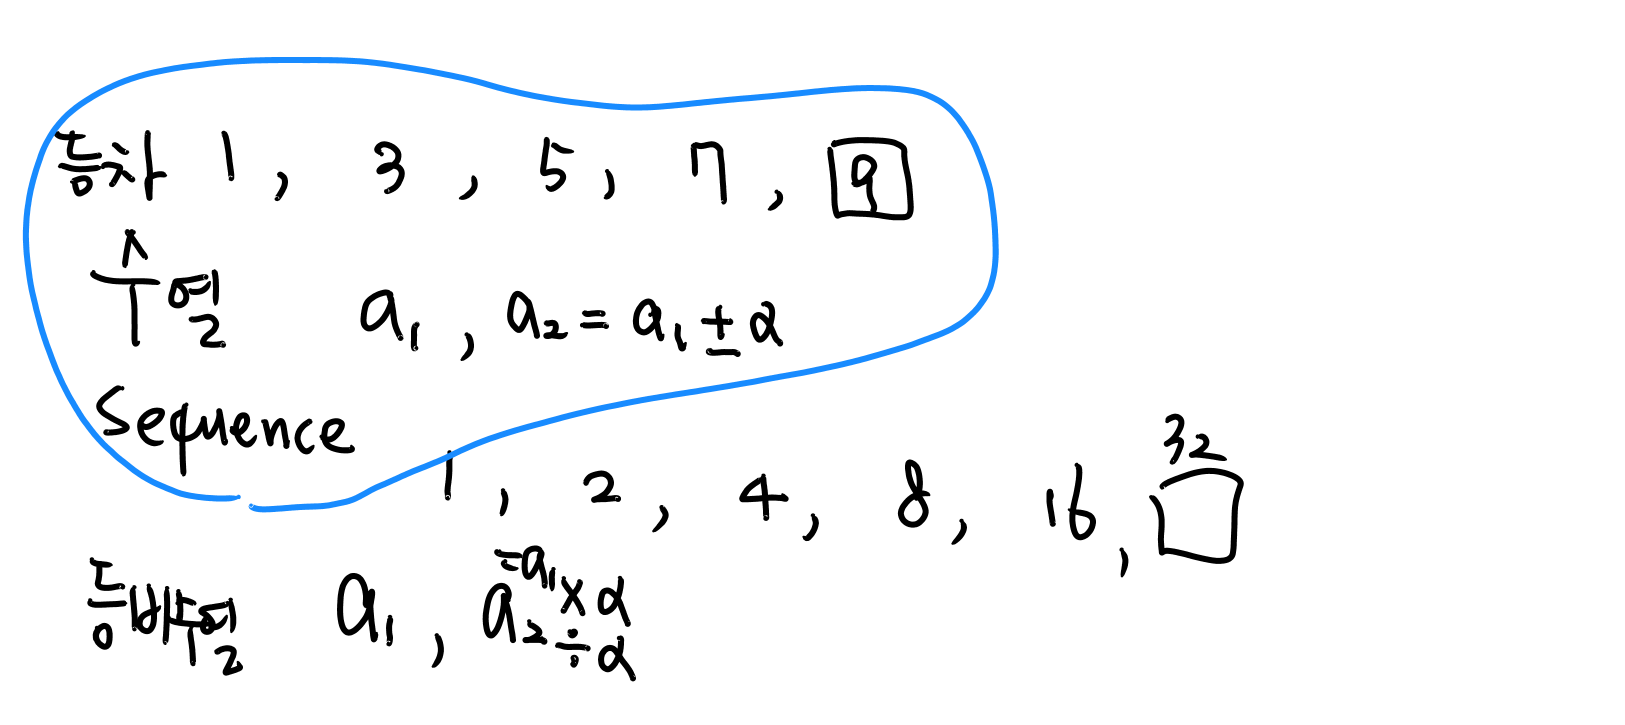 등차 1, 3, 5, 7, 9
수열 a₁, a₂ = a₁ ± α
Sequence
32
1, 2, 4, 8, 16,
= a₁ × α
등비수열 a₁, a₂ ÷ α